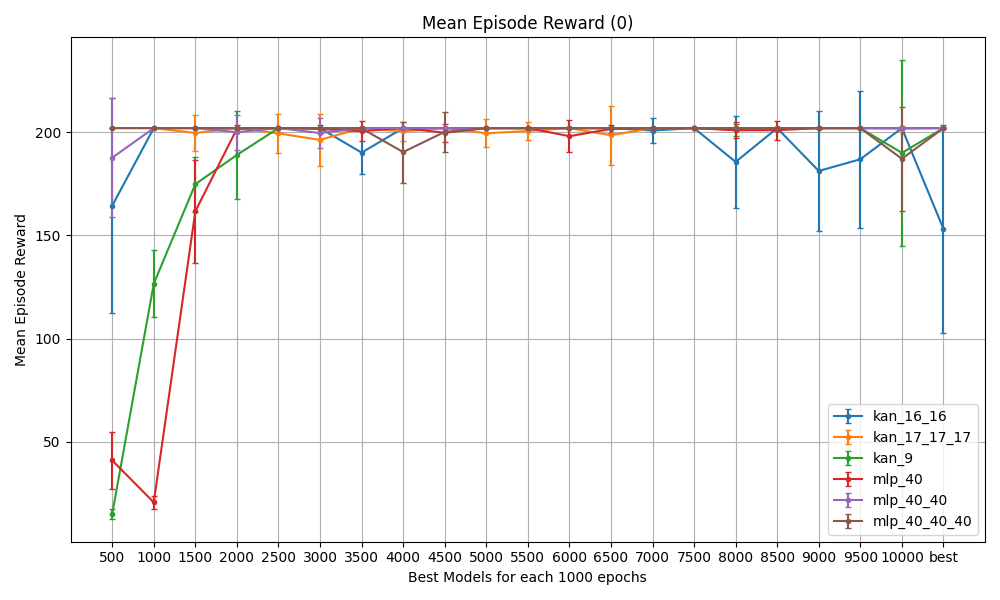 Mean Episode Reward (0)
Mean Episode Reward
200
150
100
50
500 1000 1500 2000 2500 3000 3500 4000 4500 5000 5500 6000 6500 7000 7500 8000 8500 9000 9500 10000 best
Best Models for each 1000 epochs
kan_16_16
kan_17_17_17
kan_9
mlp_40
mlp_40_40
mlp_40_40_40